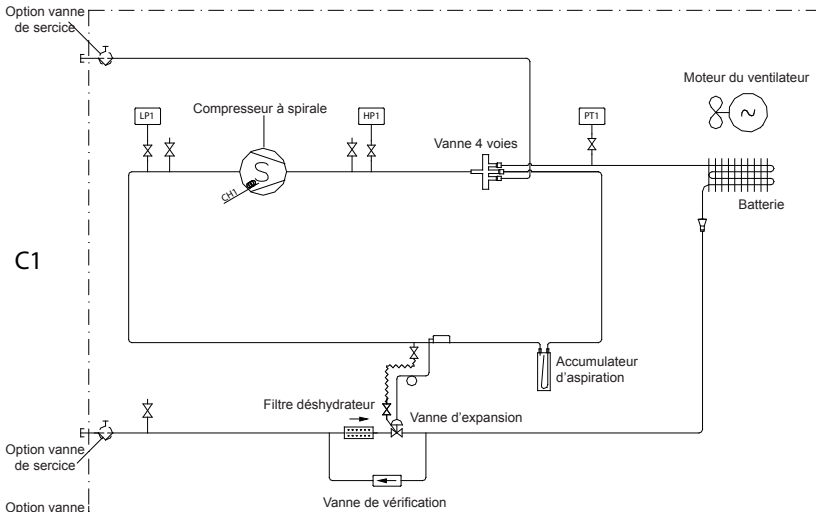 Option vanne
de sercice
Moteur du ventilateur
Compresseur à spirale
LP1
HP1
PT1
Vanne 4 voies
S
CH1
Batterie
C1
Accumulateur
d'aspiration
Filtre déshydrateur
Vanne d'expansion
Option vanne
de sercice
Vanne de vérification
Option vanne